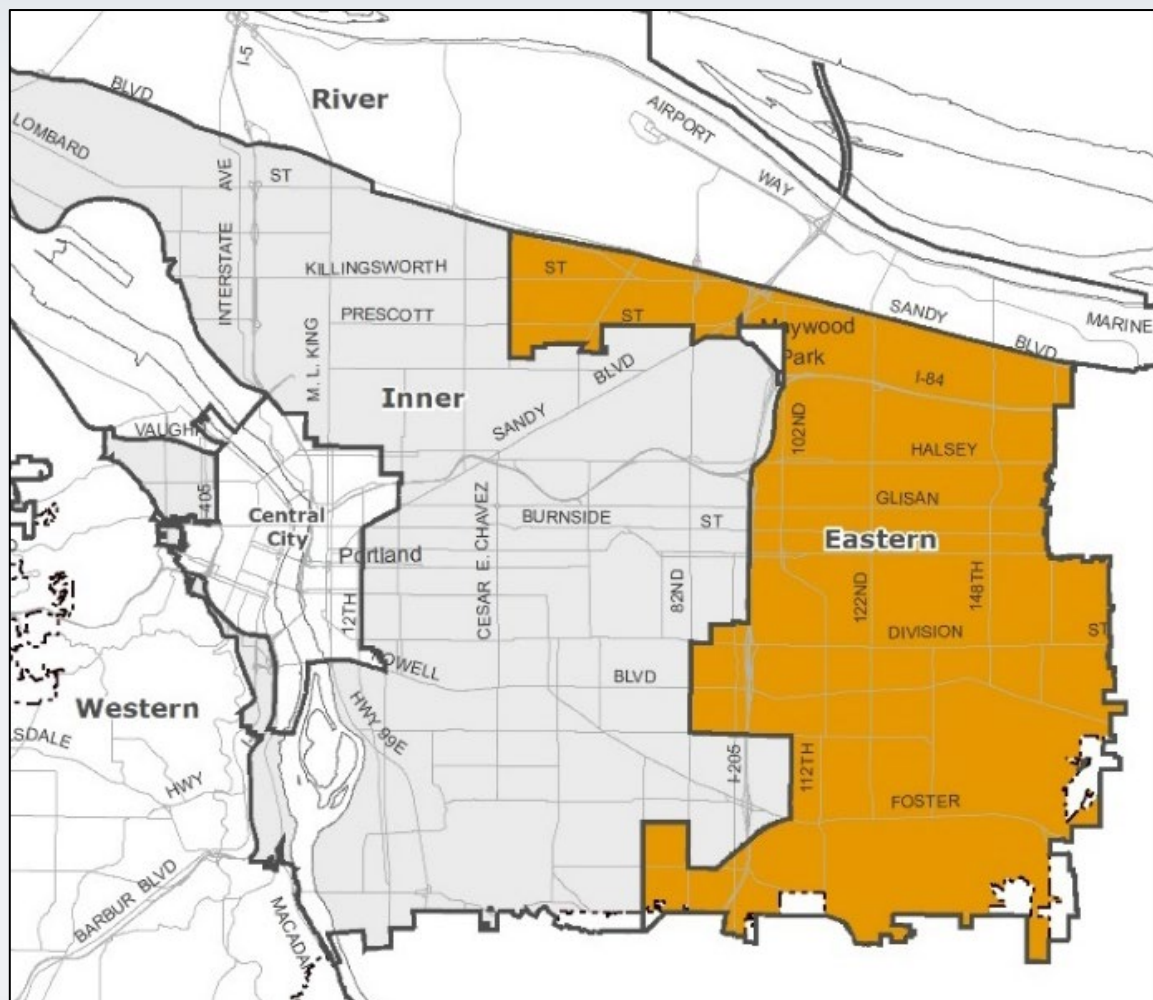 I-5
River
BLVD
LOMBARD
AIRPORT
WAY
ST
INTERSTATE AVE
KILLINGSWORTH
ST
PRESCOTT
ST
SANDY
BLVD
MARINE
Maywood
Park
M. L. KING
BLVD
SANDY
Inner
I-84
VAUGHN
102ND
HALSEY
405
GLISAN
Central
City
CESAR E. CHAVEZ
BURNSIDE
ST
Eastern
Portland
12TH
82ND
122ND
148TH
DIVISION
ST
POWELL
BLVD
Western
HWY 99E
SDALE
HWY
I-205
112TH
FOSTER
BARBUR BLVD
MACADAM